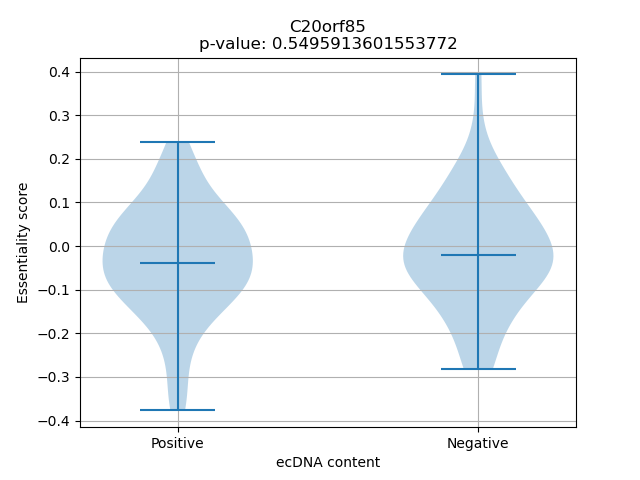 C20orf85
p-value: 0.5495913601553772
0.4
0.3
0.2
0.1
0.0
−0.1
−0.2
−0.3
−0.4
Essentiality score
Positive
Negative
ecDNA content